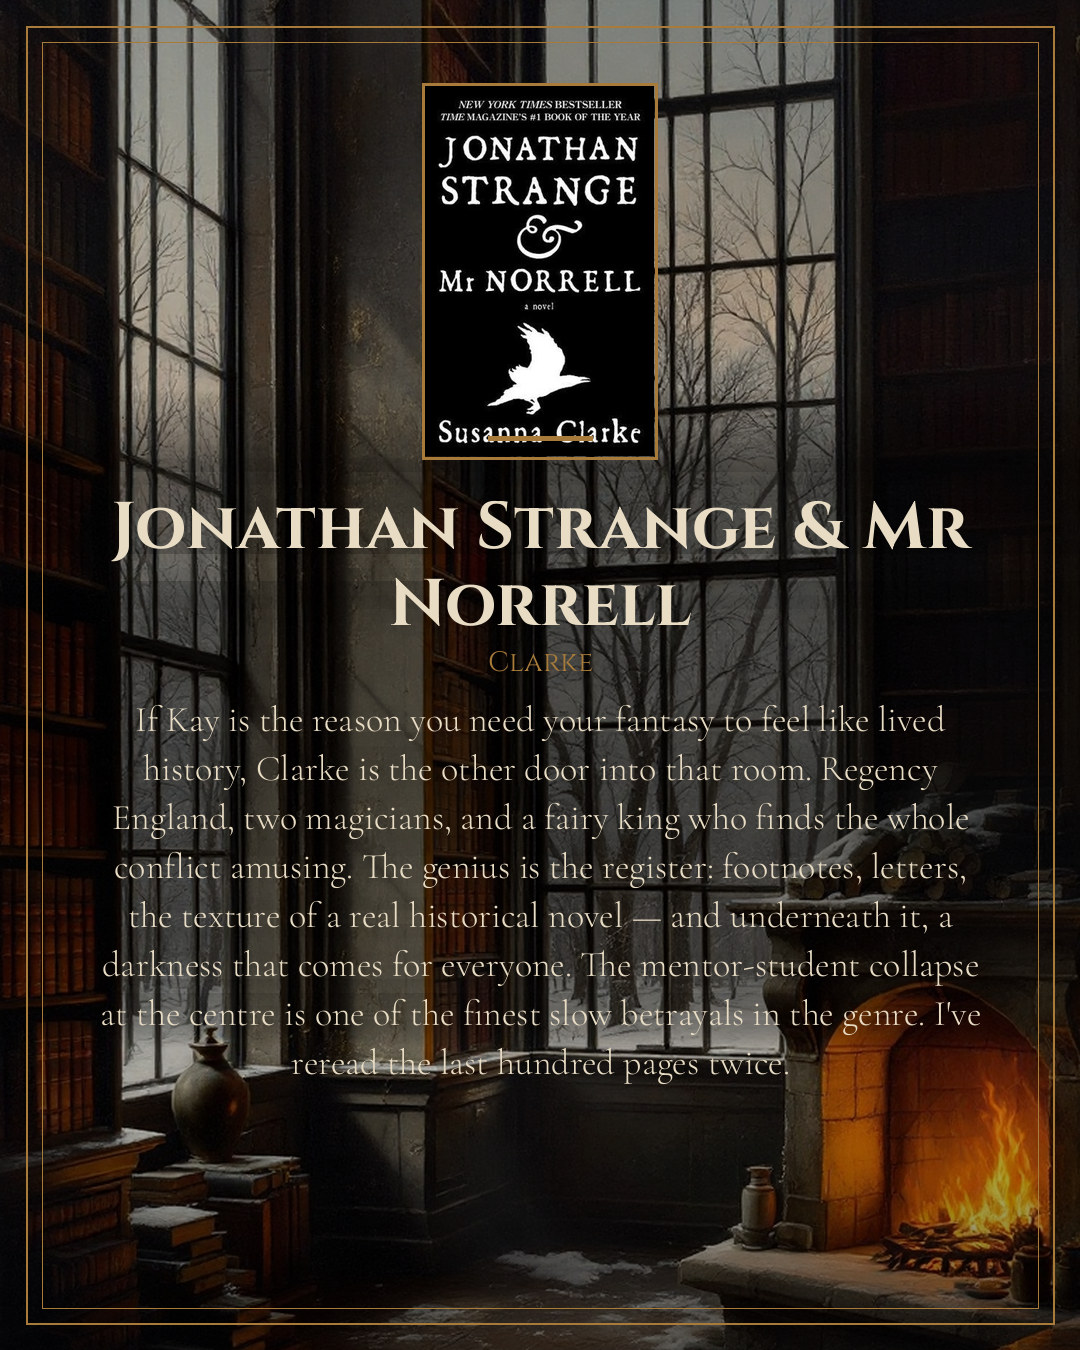 NEW YORK TIMES BESTSELLER
TIME MAGAZINE'S #1 BOOK OF THE YEAR
JONATHAN
STRANGE
&
Mr NORRELL
a novel
Susanna Clarke
Jonathan Strange & Mr
Norrell
Clarke
If Kay is the reason you need your fantasy to feel like lived
history, Clarke is the other door into that room. Regency
England, two magicians, and a fairy king who finds the whole
conflict amusing. The genius is the register: footnotes, letters,
the texture of a real historical novel — and underneath it, a
darkness that comes for everyone. The mentor-student collapse
at the centre is one of the finest slow betrayals in the genre. I've
reread the last hundred pages twice.